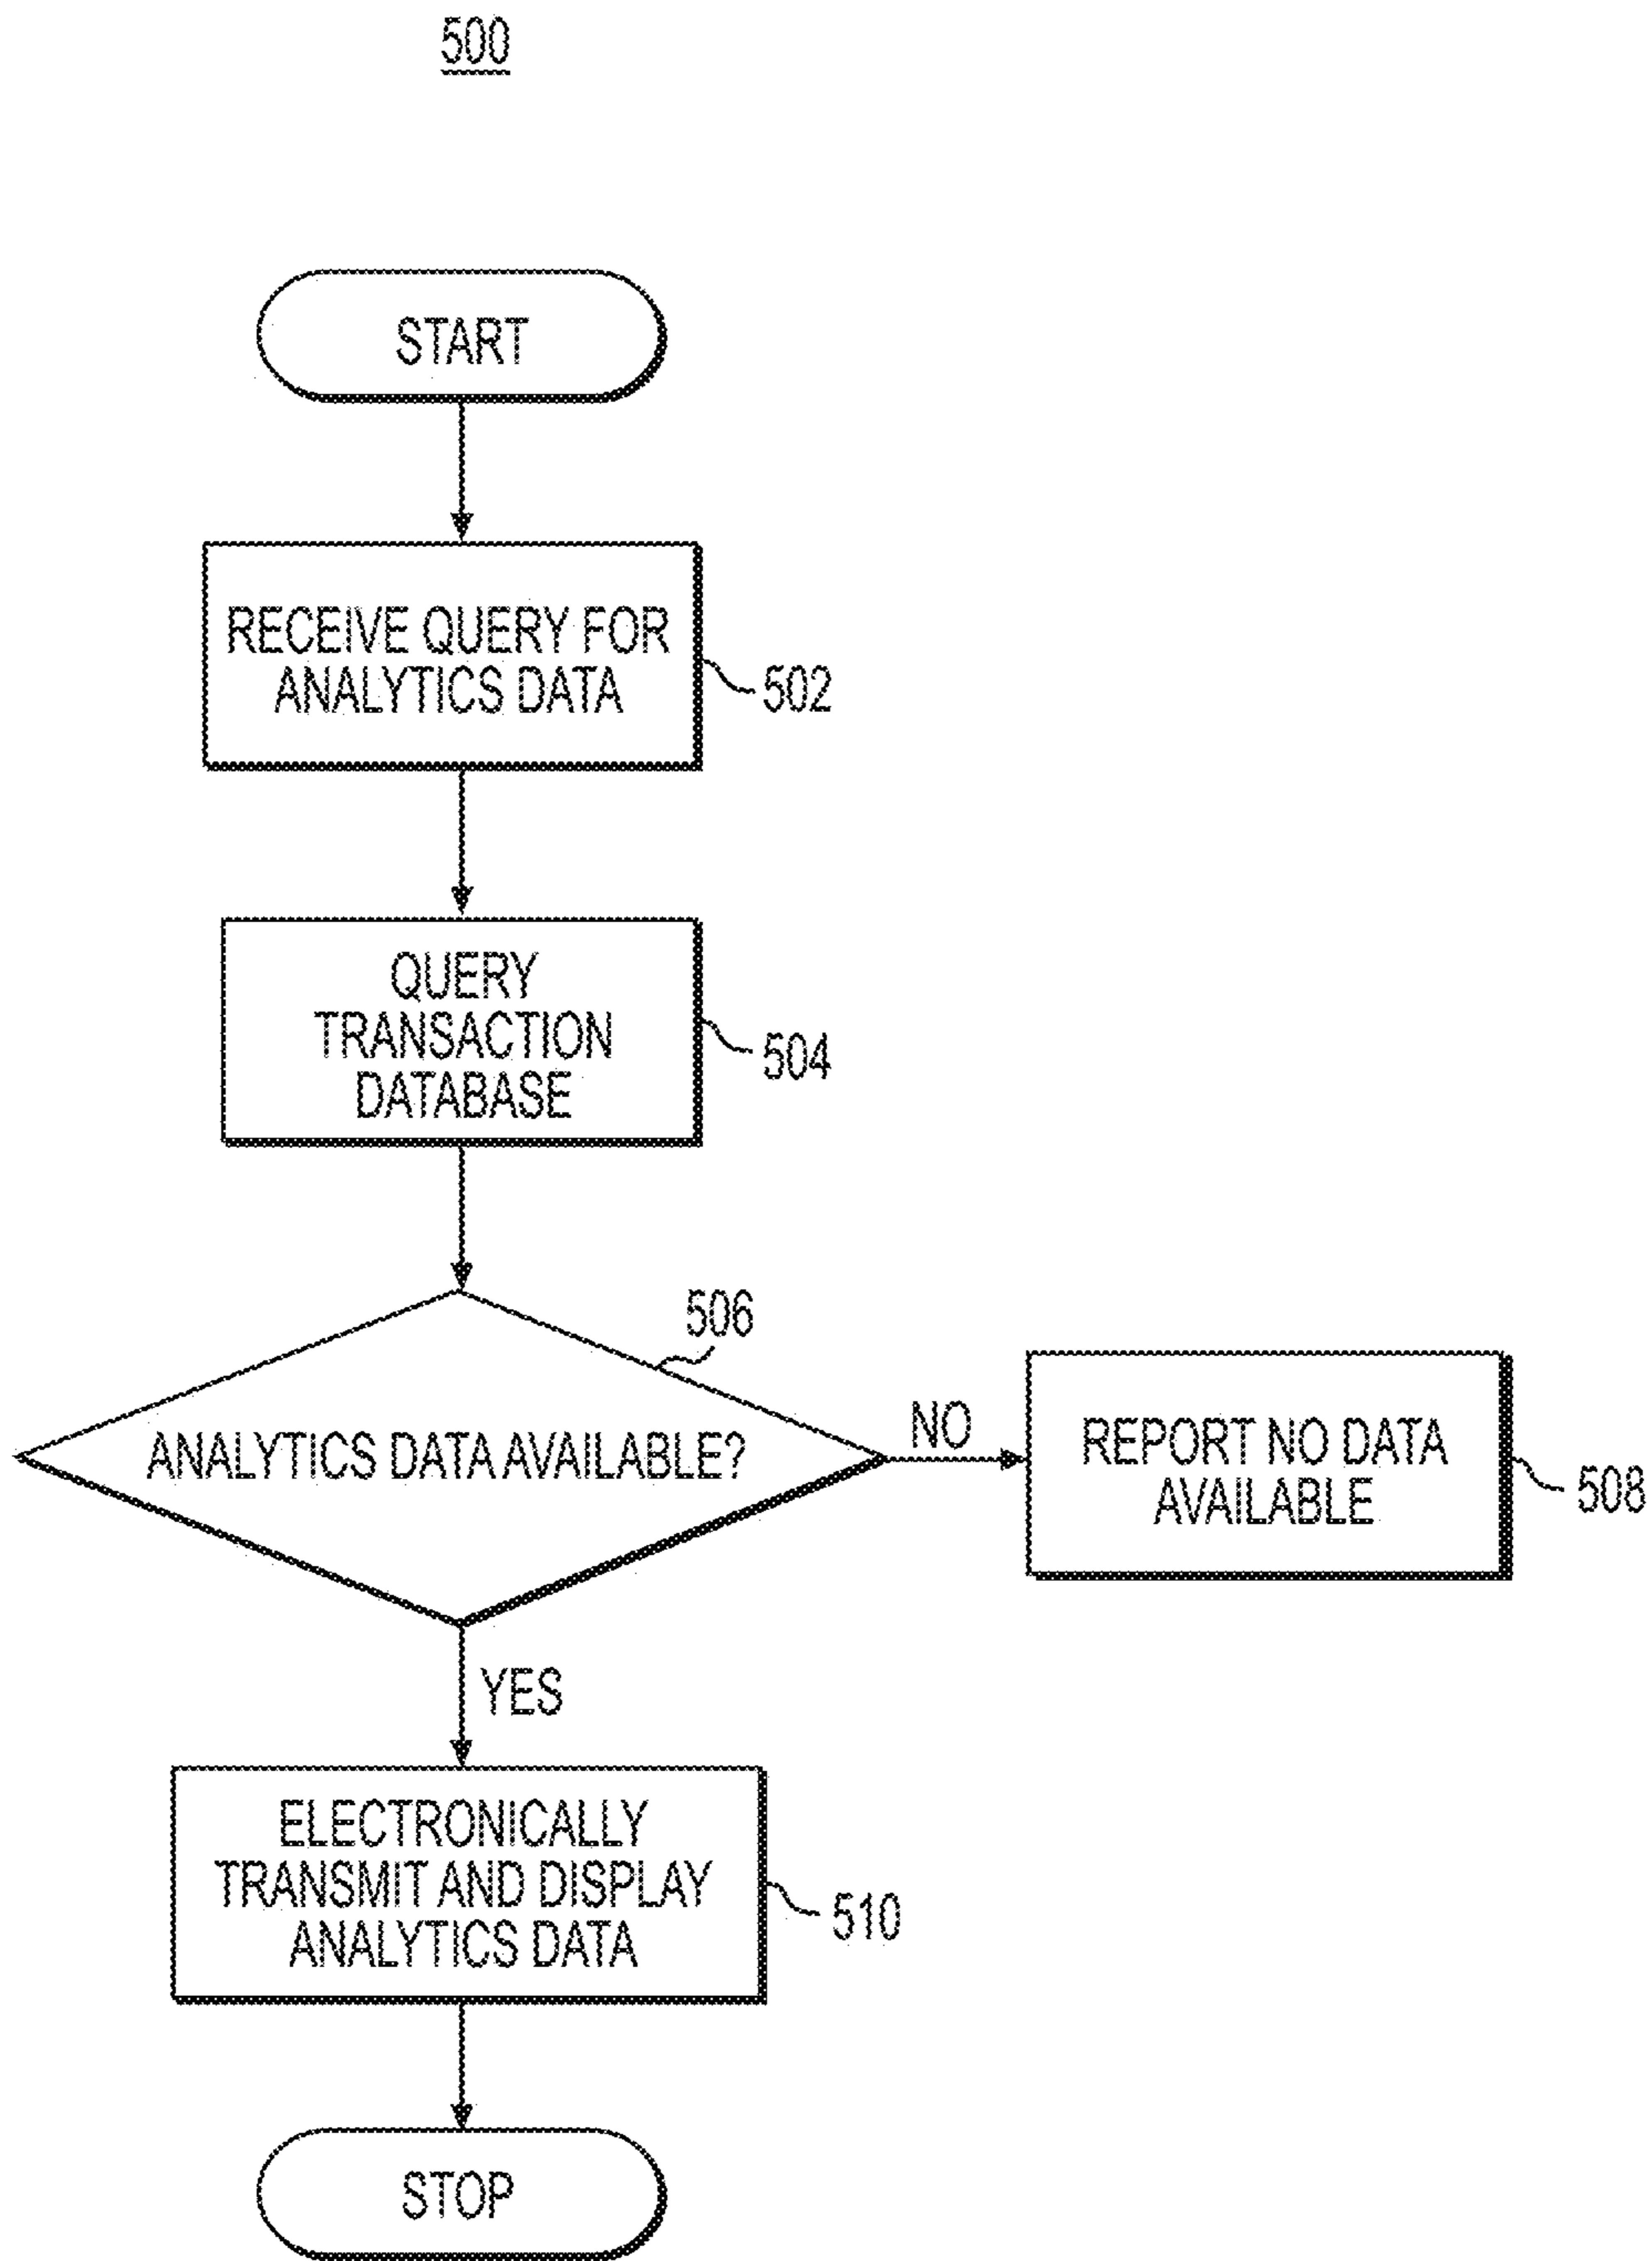 500
START
RECEIVE QUERY FOR
ANALYTICS DATA
502
QUERY
TRANSACTION
DATABASE
504
506
ANALYTICS DATA AVAILABLE?
NO
REPORT NO DATA
AVAILABLE
508
YES
ELECTRONICALLY
TRANSMIT AND DISPLAY
ANALYTICS DATA
510
STOP